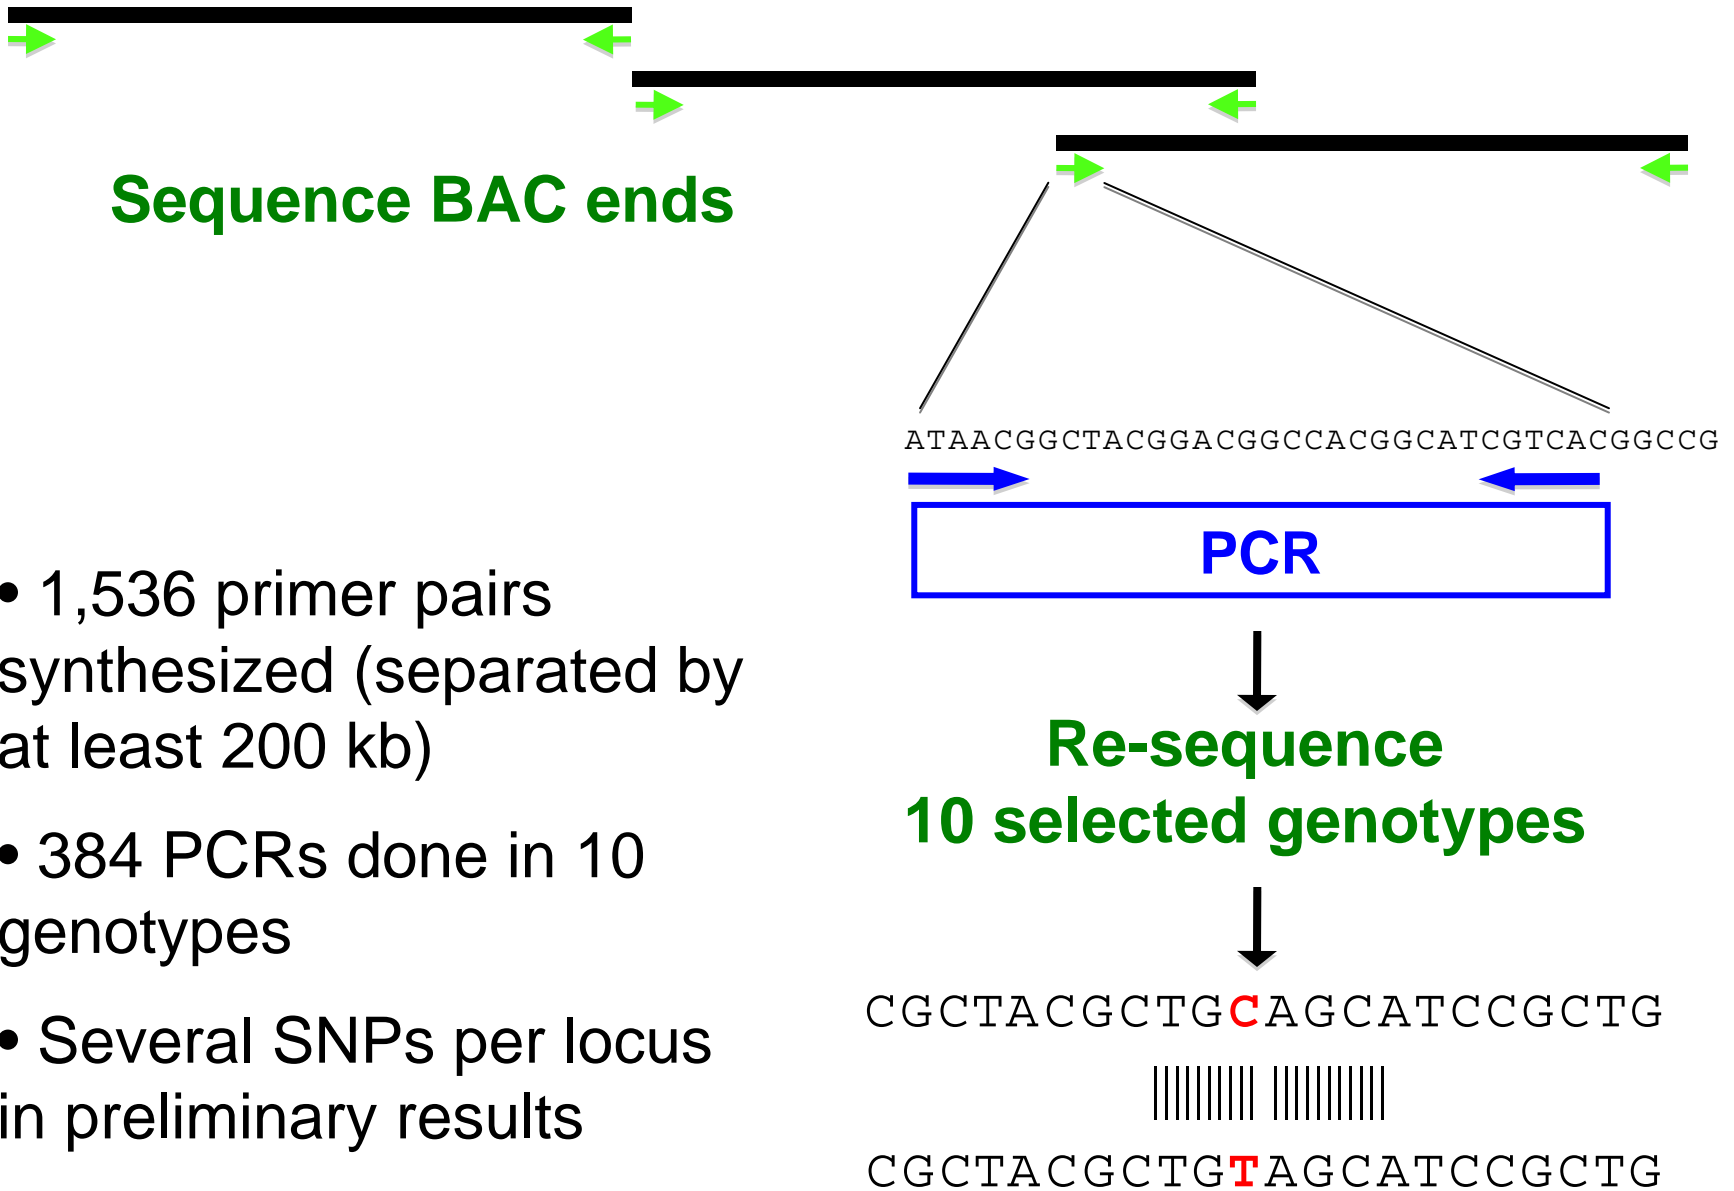 Sequence BAC ends
ATAACGGCTACGGACGGCCACGGCATCGTCACGGCCG
PCR
• 1,536 primer pairs
synthesized (separated by
at least 200 kb)
Re-sequence
10 selected genotypes
• 384 PCRs done in 10
genotypes
• Several SNPs per locus
in preliminary results
CGCTACGCTGCAGCATCCGCTG
|||||||||| |||||||||||
CGCTACGCTGTAGCATCCGCTG